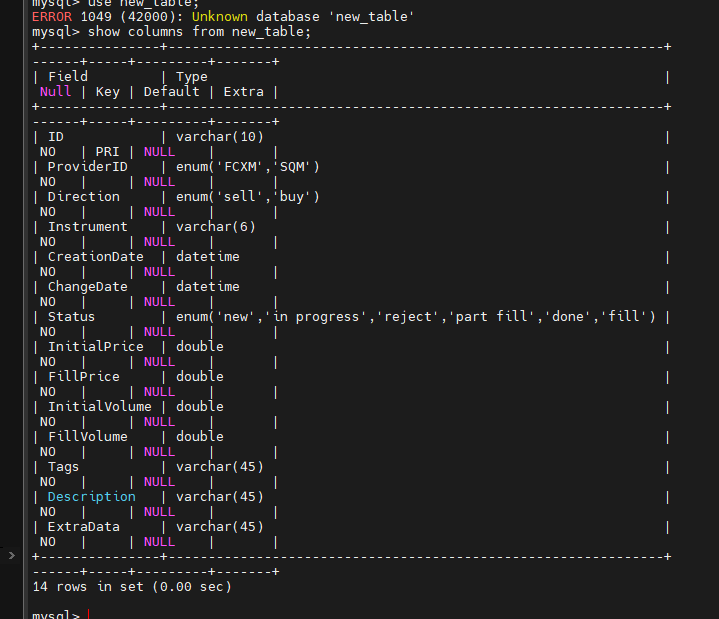 mysql> use new_table;
ERROR 1049 (42000): Unknown database 'new_table'
mysql> show columns from new_table;
+---------------+--------------------------------------------------------------+
------+-----+---------+-------+
| Field         | Type                                                         |
 Null | Key | Default | Extra |
+---------------+--------------------------------------------------------------+
------+-----+---------+-------+
| ID            | varchar(10)                                                  |
 NO   | PRI | NULL    |       |
| ProviderID    | enum('FCXM','SQM')                                           |
 NO   |     | NULL    |       |
| Direction     | enum('sell','buy')                                           |
 NO   |     | NULL    |       |
| Instrument    | varchar(6)                                                   |
 NO   |     | NULL    |       |
| CreationDate  | datetime                                                     |
 NO   |     | NULL    |       |
| ChangeDate    | datetime                                                     |
 NO   |     | NULL    |       |
| Status        | enum('new','in progress','reject','part fill','done','fill') |
 NO   |     | NULL    |       |
| InitialPrice  | double                                                       |
 NO   |     | NULL    |       |
| FillPrice     | double                                                       |
 NO   |     | NULL    |       |
| InitialVolume | double                                                       |
 NO   |     | NULL    |       |
| FillVolume    | double                                                       |
 NO   |     | NULL    |       |
| Tags          | varchar(45)                                                  |
 NO   |     | NULL    |       |
| Description   | varchar(45)                                                  |
 NO   |     | NULL    |       |
| ExtraData     | varchar(45)                                                  |
 NO   |     | NULL    |       |
+---------------+--------------------------------------------------------------+
------+-----+---------+-------+
14 rows in set (0.00 sec)
mysql>